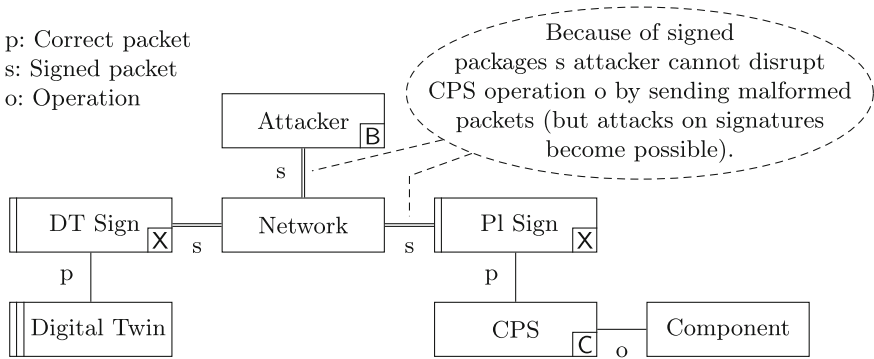 p: Correct packet
s: Signed packet
o: Operation
Because of signed
packages s attacker cannot disrupt
CPS operation o by sending malformed
packets (but attacks on signatures
become possible).
Attacker
B
s
DT Sign
X
s
Network
s
Pl Sign
X
p
p
Digital Twin
CPS
C
o
Component